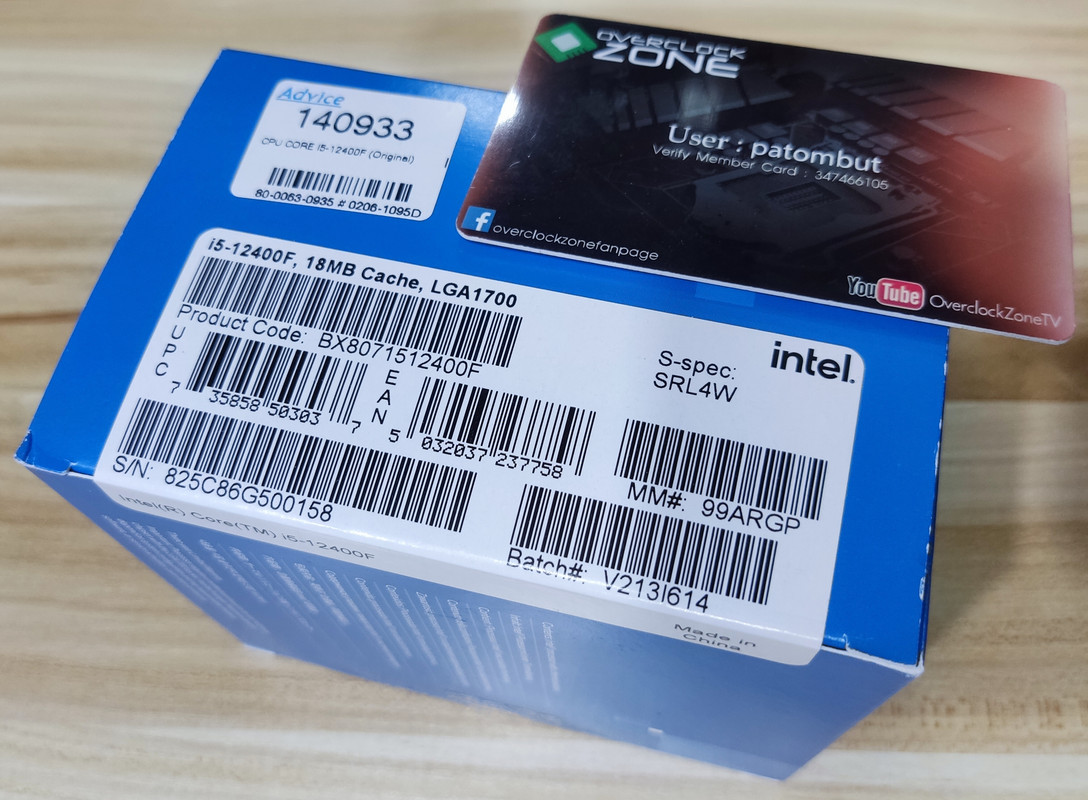 Advice
140933
CPU CORE I5-12400F (Original)
80-0063-0935 # 0206-1095D
OVERCLOCK
ZONE
User : patombut
Verify Member Card : 347466105
overclockzonefanpage
YouTube OverclockZoneTV
i5-12400F, 18MB Cache, LGA1700
Product Code: BX8071512400F
intel.
S-spec:
SRL4W
UPC
7 35858 50303 7
EAN
5 032037 237758
MM#: 99ARGP
S/N: 825C86G500158
Batch#: V213I614
Intel(R) Core(TM) i5-12400F
Made in
China